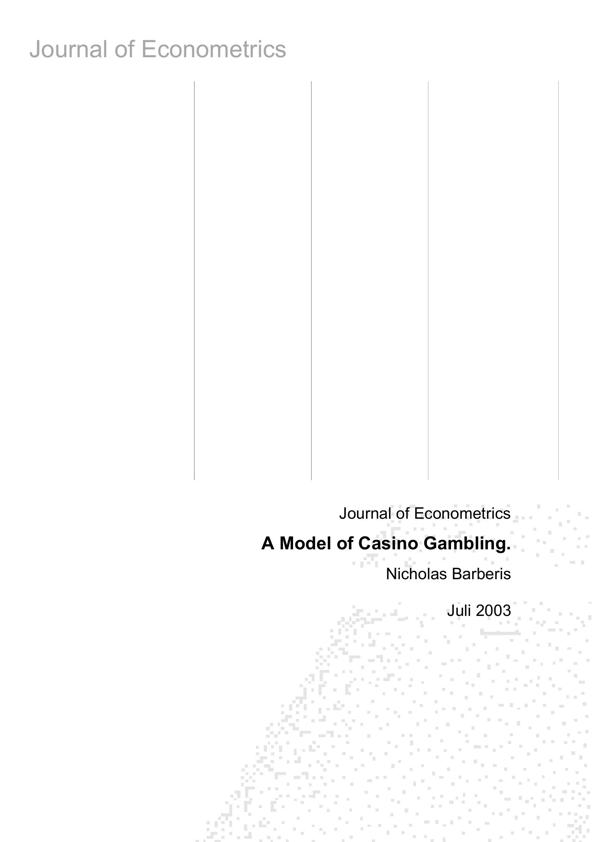 Journal of Econometrics
Journal of Econometrics
A Model of Casino Gambling.
Nicholas Barberis
Juli 2003